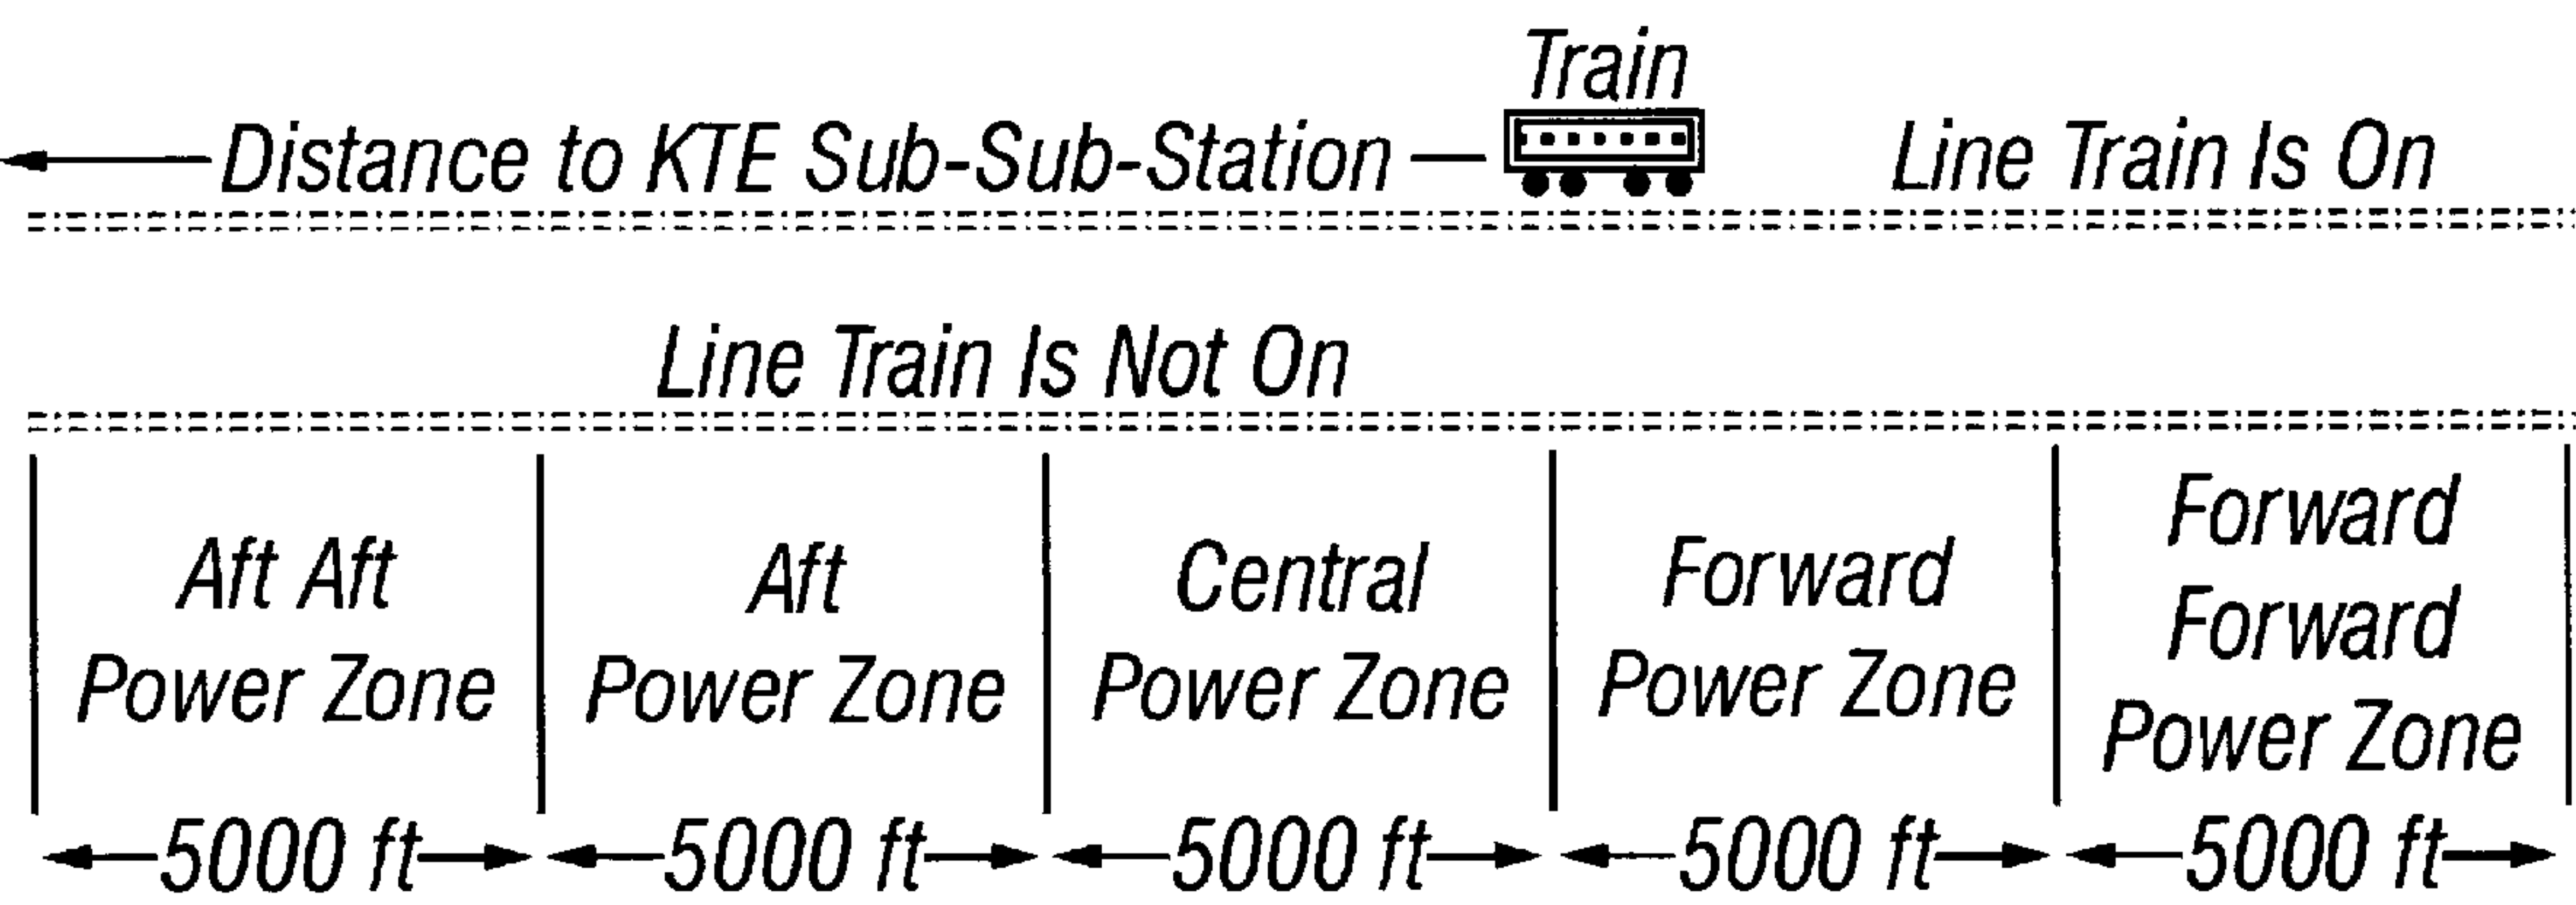 Train
Distance to KTE Sub-Sub-Station
Line Train Is On
Line Train Is Not On
Aft Aft
Power Zone
Aft
Power Zone
Central
Power Zone
Forward
Power Zone
Forward
Forward
Power Zone
5000 ft
5000 ft
5000 ft
5000 ft
5000 ft